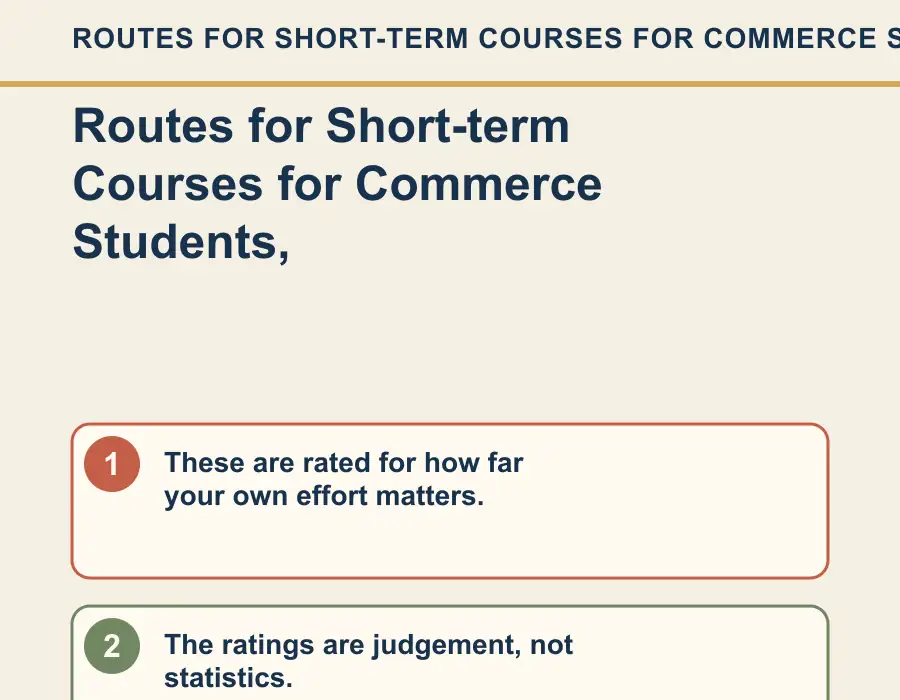 ROUTES FOR SHORT-TERM COURSES FOR COMMERCE
Routes for Short-term
Courses for Commerce
Students,
1
These are rated for how far
your own effort matters.
2
The ratings are judgement, not
statistics.